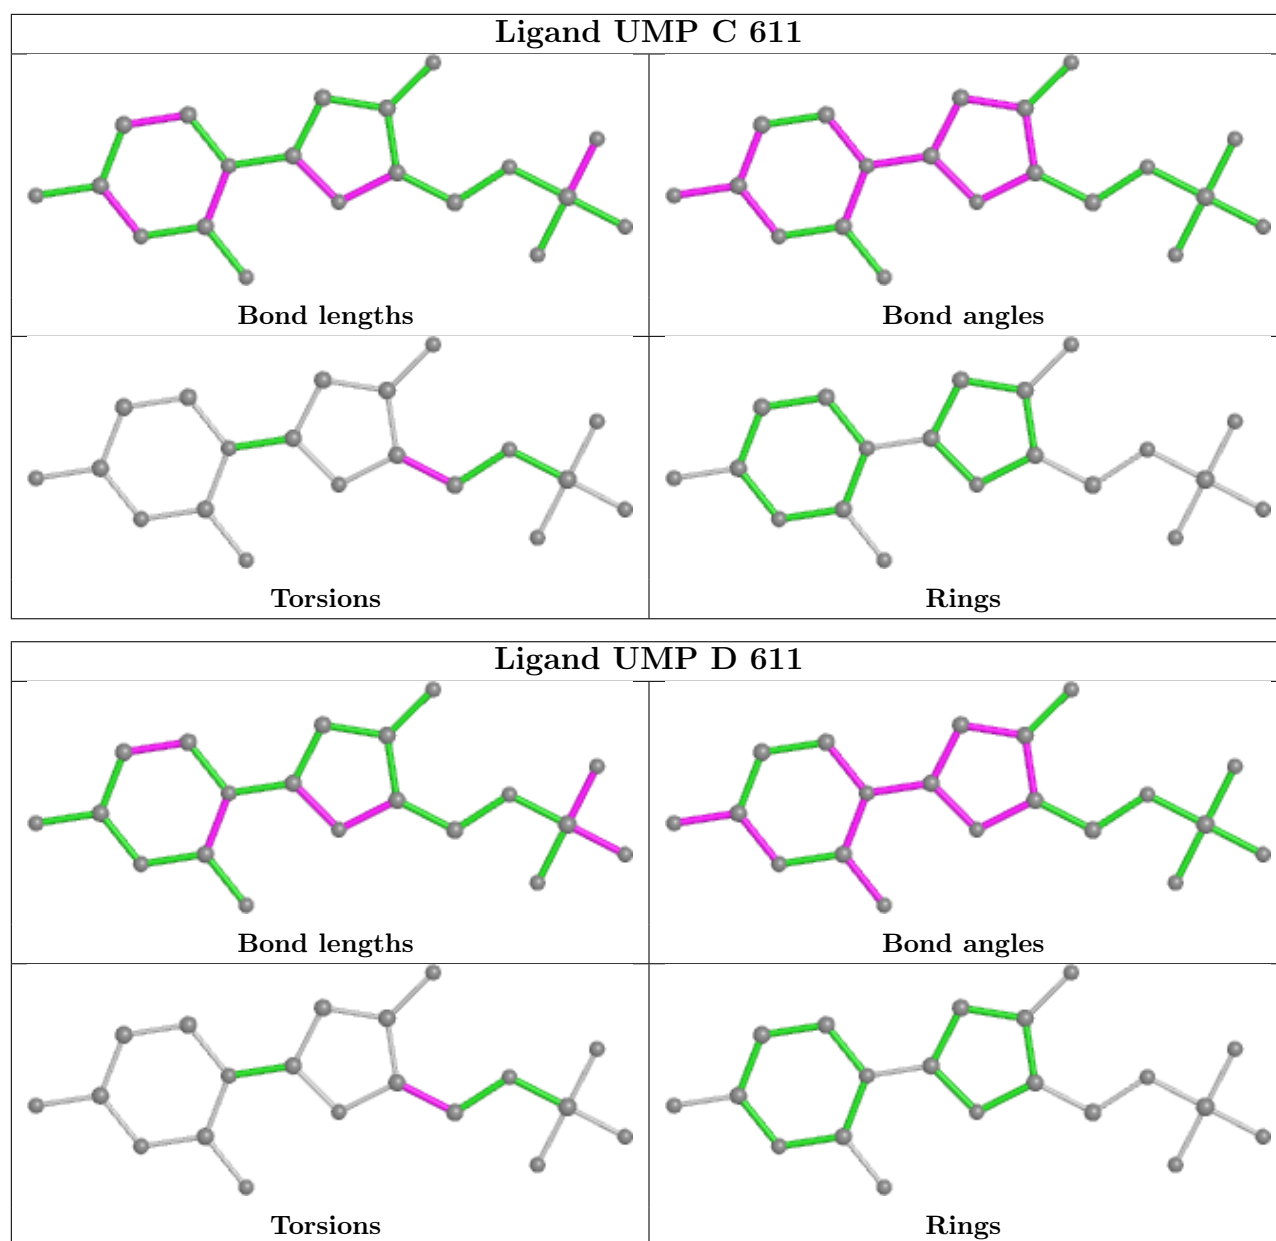 Ligand UMP C 611
Bond lengths
Bond angles
Torsions
Rings
Ligand UMP D 611
Bond lengths
Bond angles
Torsions
Rings